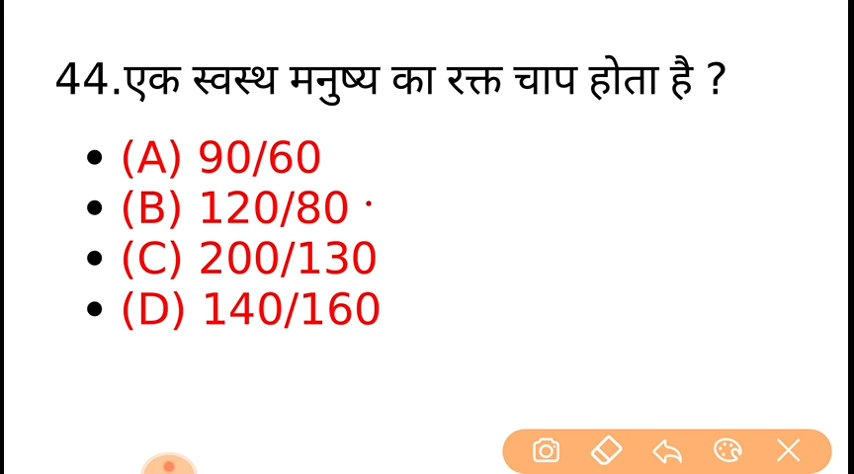 44.एक स्वस्थ मनुष्य का रक्त चाप होता है ?
• (A) 90/60
• (B) 120/80
• (C) 200/130
• (D) 140/160